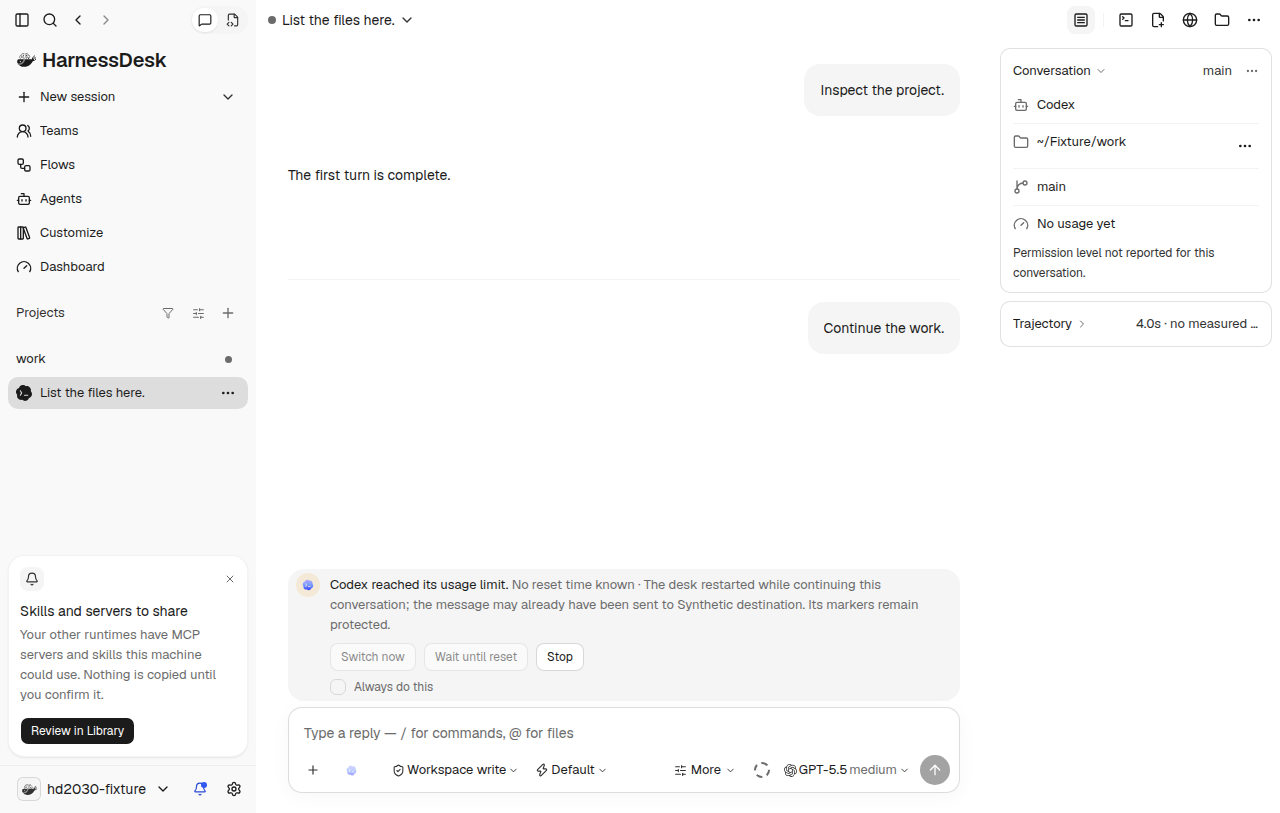 List the files here.
HarnessDesk
New session
Teams
Flows
Agents
Customize
Dashboard
Projects
work
List the files here.
Skills and servers to share
Your other runtimes have MCP
servers and skills this machine
could use. Nothing is copied until
you confirm it.
Review in Library
hd2030-fixture
Inspect the project.
The first turn is complete.
Continue the work.
Codex reached its usage limit. No reset time known · The desk restarted while continuing this
conversation; the message may already have been sent to Synthetic destination. Its markers remain
protected.
Switch now Wait until reset Stop
Always do this
Type a reply — / for commands, @ for files
Workspace write Default More GPT-5.5 medium
Conversation main
Codex
~/Fixture/work
main
No usage yet
Permission level not reported for this
conversation.
Trajectory 4.0s · no measured …